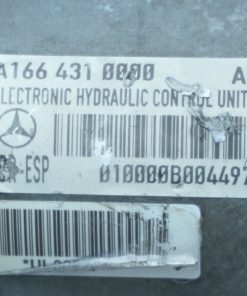 A166 431 0000 A
ELECTRONIC HYDRAULIC CONTROL UNIT
-ESP 010000B004497